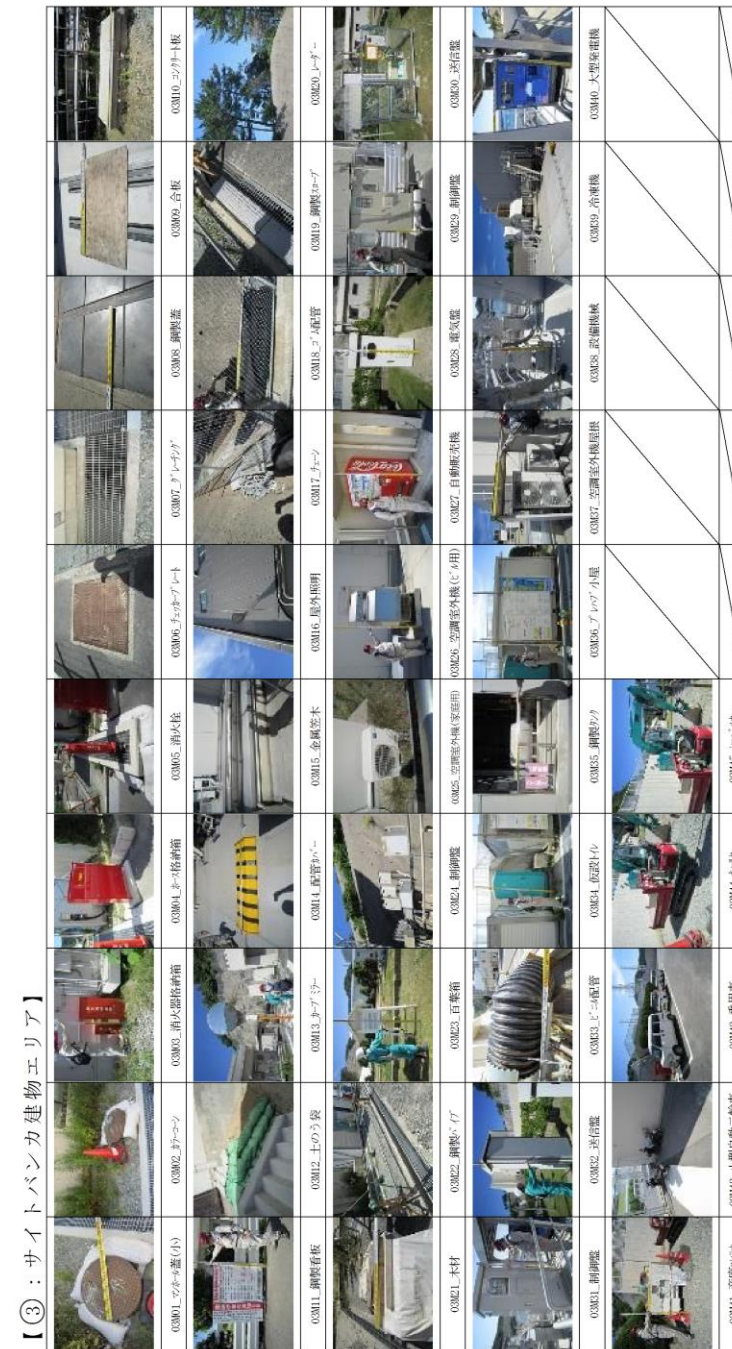 【③：サイトバンカ建物エリア】
03M01_マンホール蓋(小)
03M02_カラーコーン
03M03_消火器格納箱
03M04_ホース格納箱
03M05_消火栓
03M06_チェッカープレート
03M07_グレーチング
03M08_鋼製蓋
03M09_合板
03M10_コンクリート板
03M11_鋼製看板
03M12_土のう袋
03M13_カーブミラー
03M14_配管カバー
03M15_金属笠木
03M16_屋外照明
03M17_チェーン
03M18_ゴム配管
03M19_鋼製スロープ
03M20_レーダー
03M21_木材
03M22_鋼製パイプ
03M23_百葉箱
03M24_制御盤
03M25_空調室外機(家庭用)
03M26_空調室外機(ビル用)
03M27_自動販売機
Coca-Cola
03M28_電気盤
03M29_制御盤
03M30_送信盤
03M31_制御盤
03M32_送信盤
03M33_ビニル配管
03M34_仮設トイレ
03M35_鋼製タンク
03M36_プレハブ小屋
03M37_空調室外機屋根
03M38_設備機械
03M39_冷凍機
03M40_大型発電機